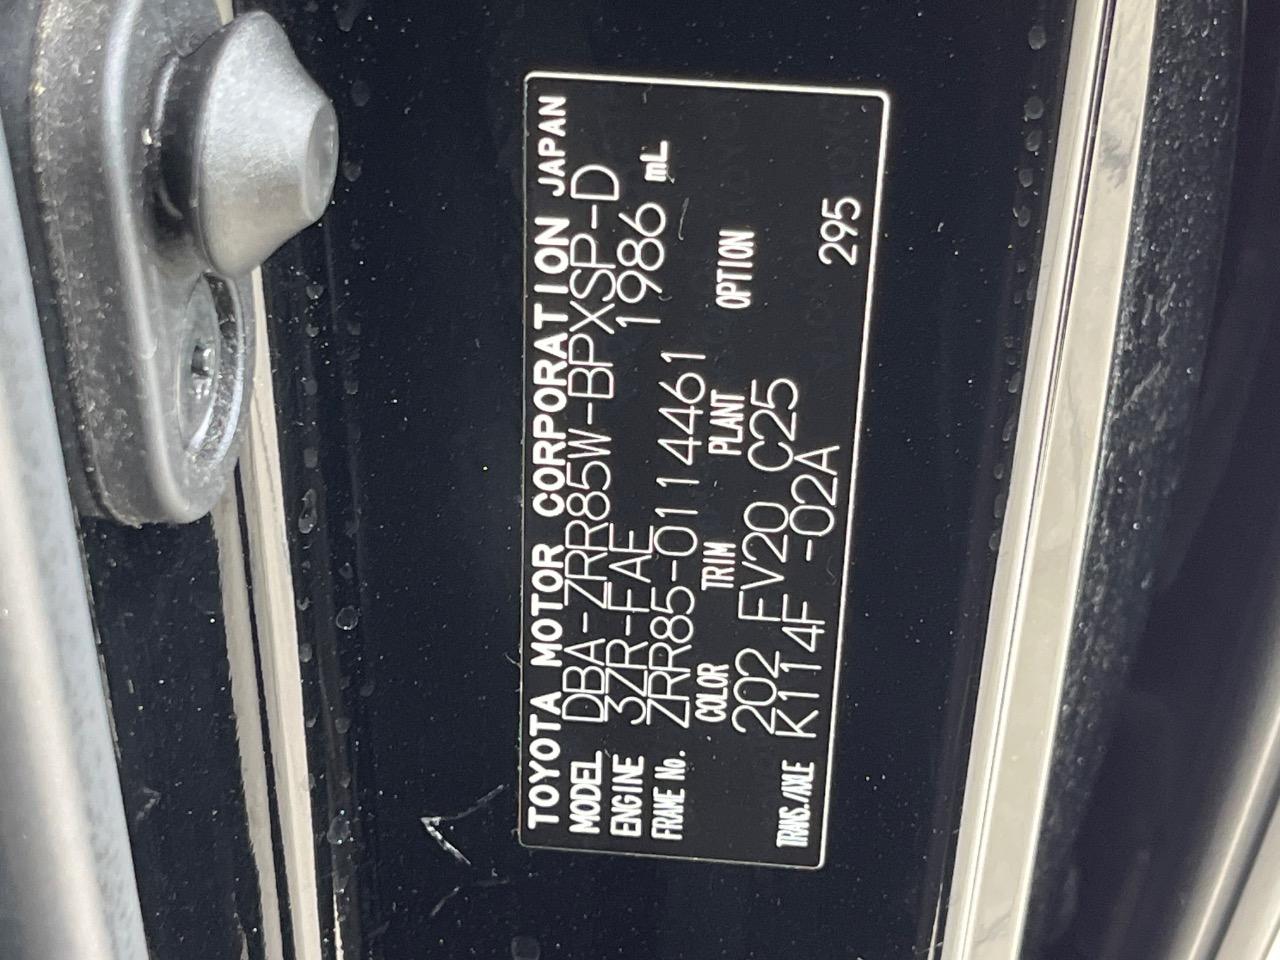 TOYOTA MOTOR CORPORATION JAPAN
MODEL DBA-ZRR85W-BPXSP-D
ENGINE 3ZR-FAE 1986 mL
FRAME No. ZRR85-0114461
COLOR TRIM PLANT OPTION
202 FV20 C25
TRANS./AXLE K114F -02A 295